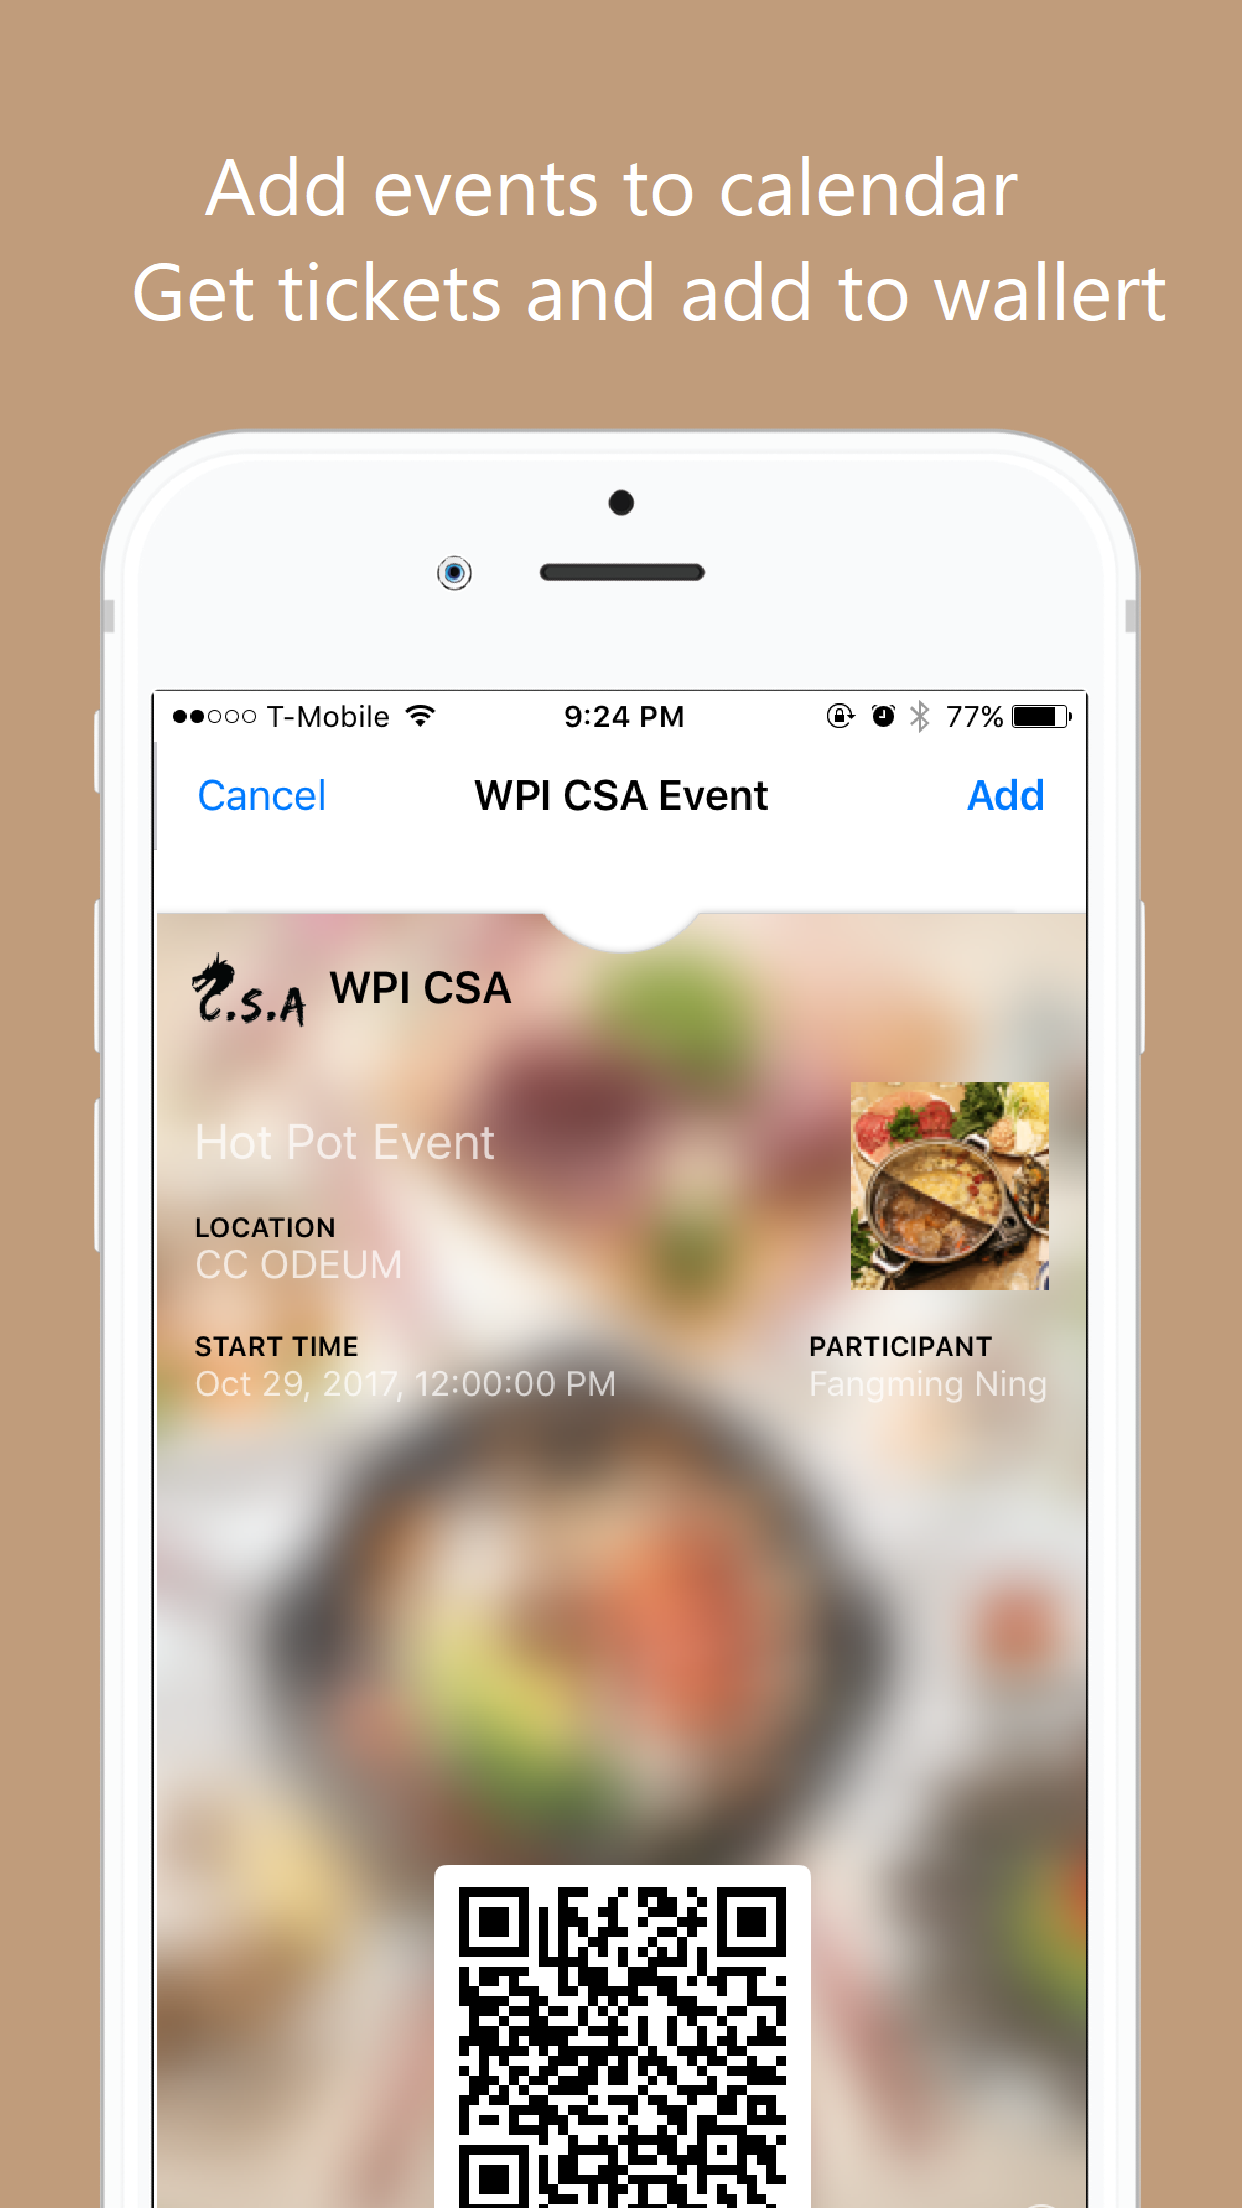 Add events to calendar
Get tickets and add to wallert
T-Mobile 9:24 PM 77%
Cancel WPI CSA Event Add
C.S.A WPI CSA
Hot Pot Event
LOCATION
CC ODEUM
START TIME PARTICIPANT
Oct 29, 2017, 12:00:00 PM Fangming Ning